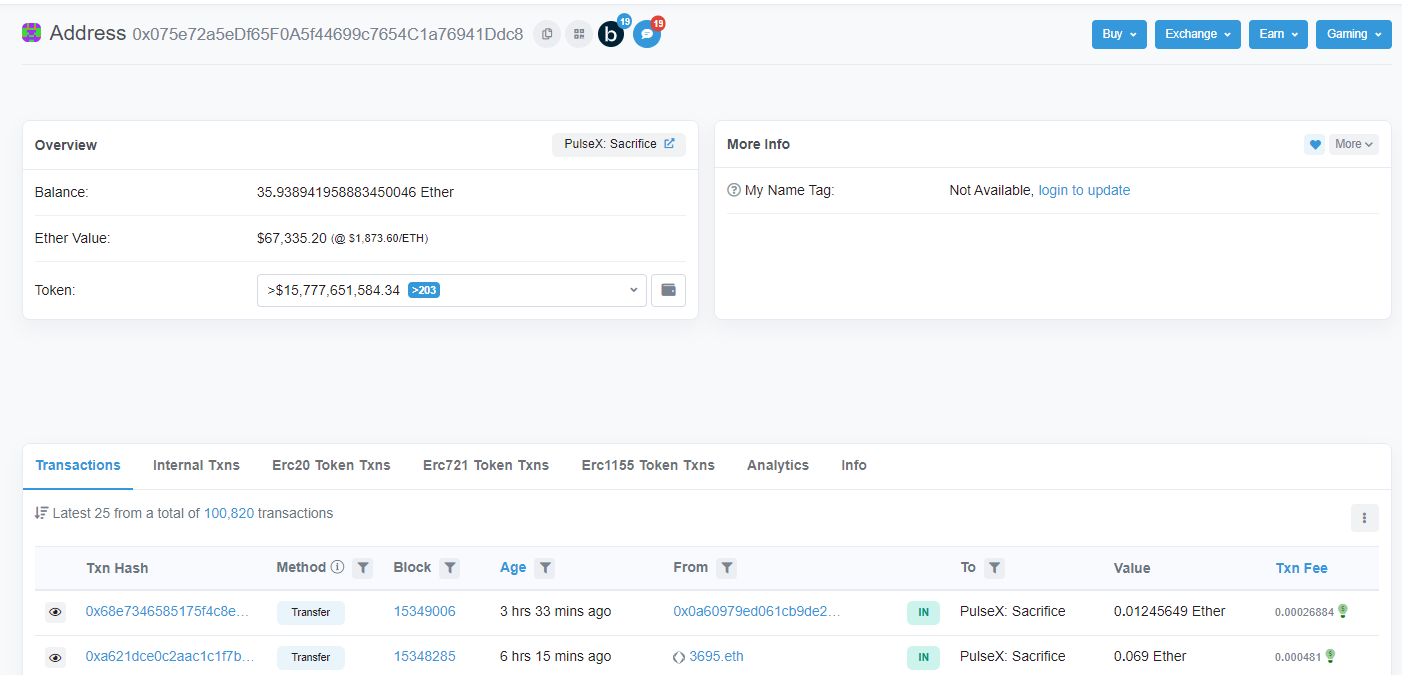 Address 0x075e72a5eDf65F0A5f44699c7654C1a76941Ddc8 b 19 19 Buy Exchange Earn Gaming
Overview PulseX: Sacrifice
Balance: 35.938941958883450046 Ether
Ether Value: $67,335.20 (@ $1,873.60/ETH)
Token: >$15,777,651,584.34 >203
More Info More
My Name Tag: Not Available, login to update
Transactions Internal Txns Erc20 Token Txns Erc721 Token Txns Erc1155 Token Txns Analytics Info
Latest 25 from a total of 100,820 transactions
Txn Hash Method Block Age From To Value Txn Fee
0x68e7346585175f4c8e... Transfer 15349006 3 hrs 33 mins ago 0x0a60979ed061cb9de2... IN PulseX: Sacrifice 0.01245649 Ether 0.00026884
0xa621dce0c2aac1c1f7b... Transfer 15348285 6 hrs 15 mins ago 3695.eth IN PulseX: Sacrifice 0.069 Ether 0.000481